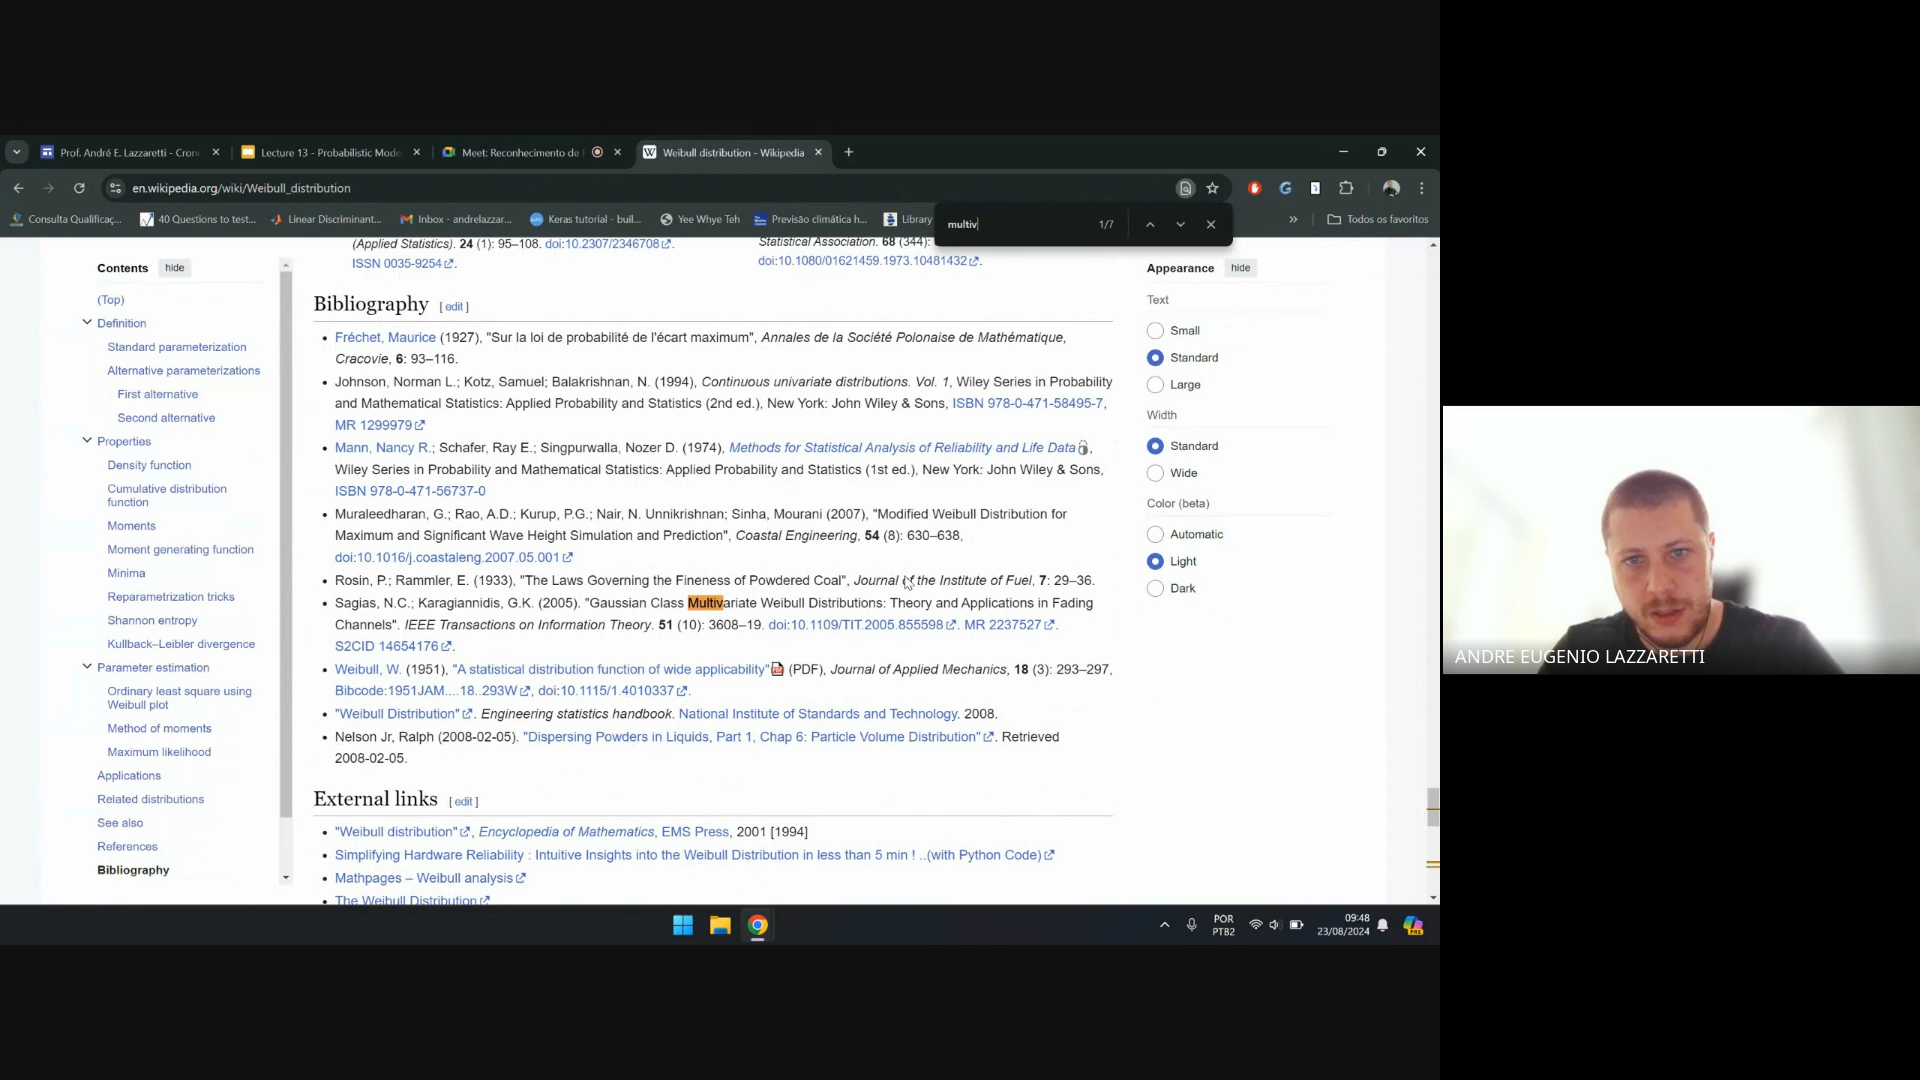 Prof. André E. Lazzaretti - Cron
Lecture 13 - Probabilistic Mode
Meet: Reconhecimento de
Weibull distribution - Wikipedia
en.wikipedia.org/wiki/Weibull_distribution
Consulta Qualificaç...
40 Questions to test...
Linear Discriminant...
Inbox - andrelazzar...
Keras tutorial - buil...
Yee Whye Teh
Previsão climática h...
Library
Todos os favoritos
multiv
1/7
Contents
hide
(Top)
Definition
Standard parameterization
Alternative parameterizations
First alternative
Second alternative
Properties
Density function
Cumulative distribution
function
Moments
Moment generating function
Minima
Reparametrization tricks
Shannon entropy
Kullback–Leibler divergence
Parameter estimation
Ordinary least square using
Weibull plot
Method of moments
Maximum likelihood
Applications
Related distributions
See also
References
Bibliography
(Applied Statistics). 24 (1): 95–108. doi:10.2307/2346708.
ISSN 0035-9254.
Statistical Association. 68 (344):
doi:10.1080/01621459.1973.10481432.
Bibliography [ edit ]
• Fréchet, Maurice (1927), "Sur la loi de probabilité de l'écart maximum", Annales de la Société Polonaise de Mathématique,
Cracovie, 6: 93–116.
• Johnson, Norman L.; Kotz, Samuel; Balakrishnan, N. (1994), Continuous univariate distributions. Vol. 1, Wiley Series in Probability
and Mathematical Statistics: Applied Probability and Statistics (2nd ed.), New York: John Wiley & Sons, ISBN 978-0-471-58495-7,
MR 1299979
• Mann, Nancy R.; Schafer, Ray E.; Singpurwalla, Nozer D. (1974), Methods for Statistical Analysis of Reliability and Life Data,
Wiley Series in Probability and Mathematical Statistics: Applied Probability and Statistics (1st ed.), New York: John Wiley & Sons,
ISBN 978-0-471-56737-0
• Muraleedharan, G.; Rao, A.D.; Kurup, P.G.; Nair, N. Unnikrishnan; Sinha, Mourani (2007), "Modified Weibull Distribution for
Maximum and Significant Wave Height Simulation and Prediction", Coastal Engineering, 54 (8): 630–638,
doi:10.1016/j.coastaleng.2007.05.001
• Rosin, P.; Rammler, E. (1933), "The Laws Governing the Fineness of Powdered Coal", Journal of the Institute of Fuel, 7: 29–36.
• Sagias, N.C.; Karagiannidis, G.K. (2005). "Gaussian Class Multivariate Weibull Distributions: Theory and Applications in Fading
Channels". IEEE Transactions on Information Theory. 51 (10): 3608–19. doi:10.1109/TIT.2005.855598. MR 2237527.
S2CID 14654176.
• Weibull, W. (1951), "A statistical distribution function of wide applicability" (PDF), Journal of Applied Mechanics, 18 (3): 293–297,
Bibcode:1951JAM....18..293W, doi:10.1115/1.4010337.
• "Weibull Distribution". Engineering statistics handbook. National Institute of Standards and Technology. 2008.
• Nelson Jr, Ralph (2008-02-05). "Dispersing Powders in Liquids, Part 1, Chap 6: Particle Volume Distribution". Retrieved
2008-02-05.
External links [ edit ]
• "Weibull distribution", Encyclopedia of Mathematics, EMS Press, 2001 [1994]
• Simplifying Hardware Reliability : Intuitive Insights into the Weibull Distribution in less than 5 min ! ..(with Python Code)
• Mathpages – Weibull analysis
• The Weibull Distribution
Appearance
hide
Text
Small
Standard
Large
Width
Standard
Wide
Color (beta)
Automatic
Light
Dark
POR
PTB2
09:48
23/08/2024
PRE
ANDRE EUGENIO LAZZARETTI